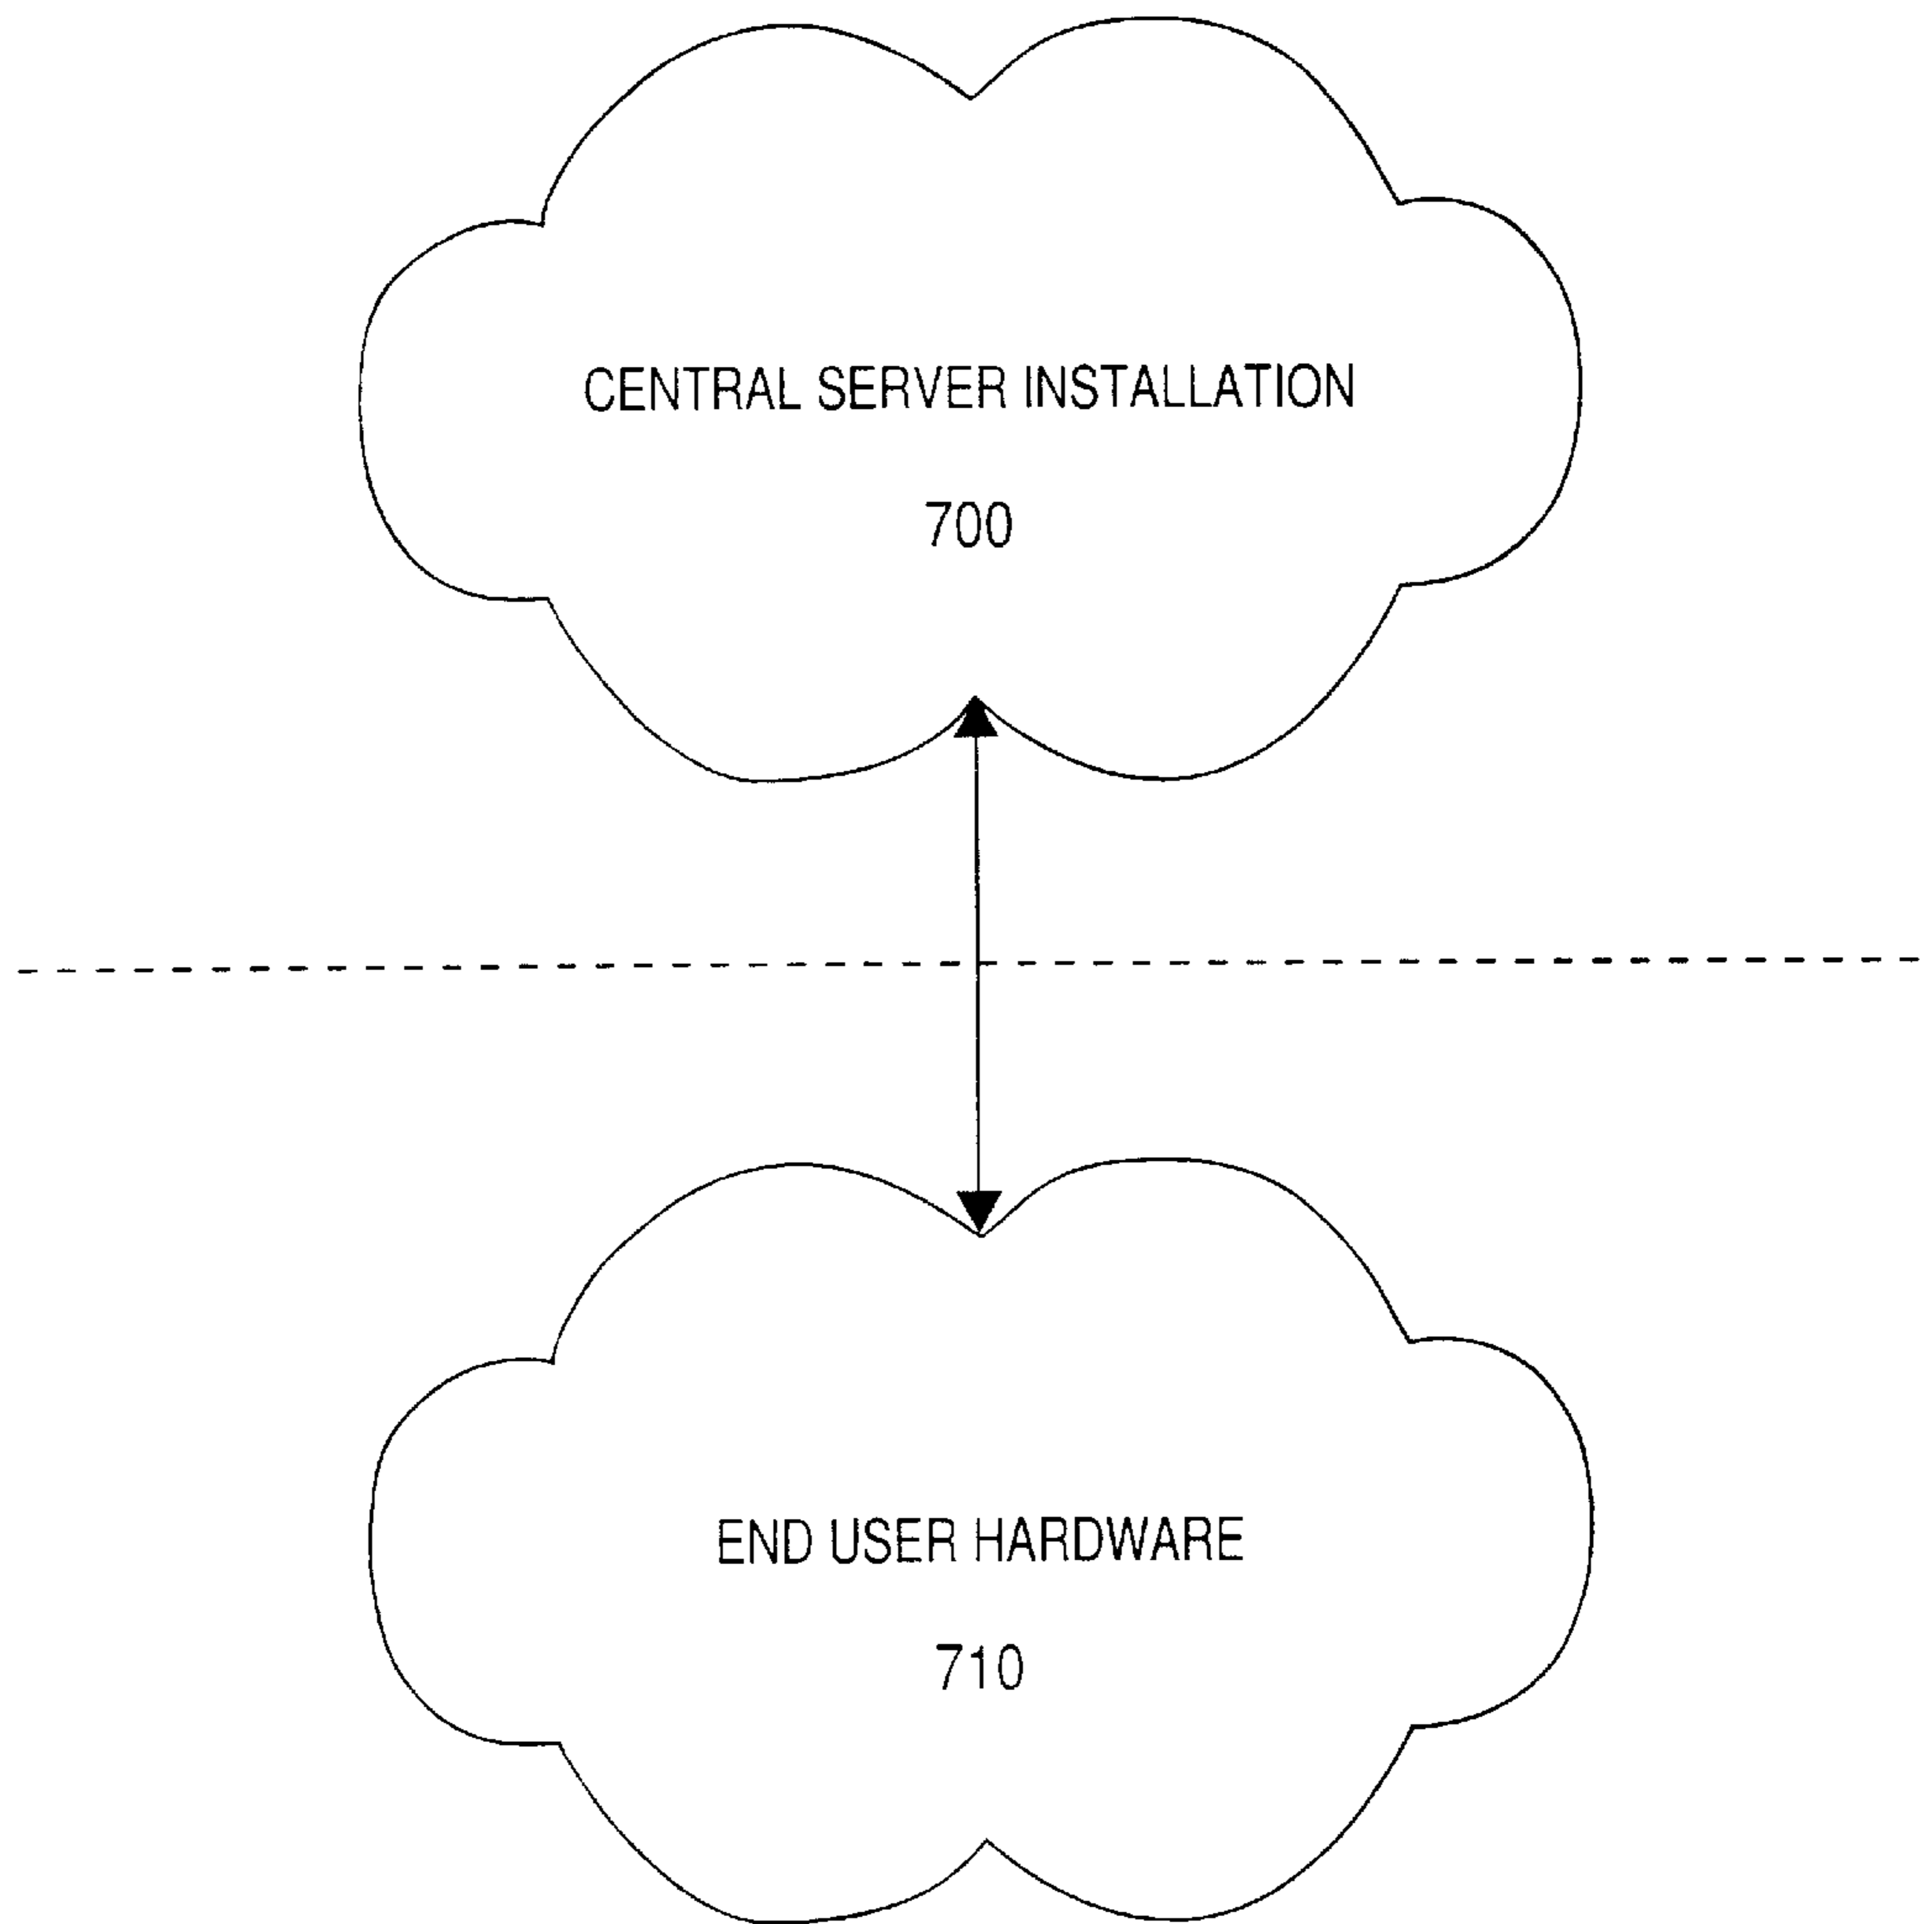 CENTRAL SERVER INSTALLATION
700
END USER HARDWARE
710